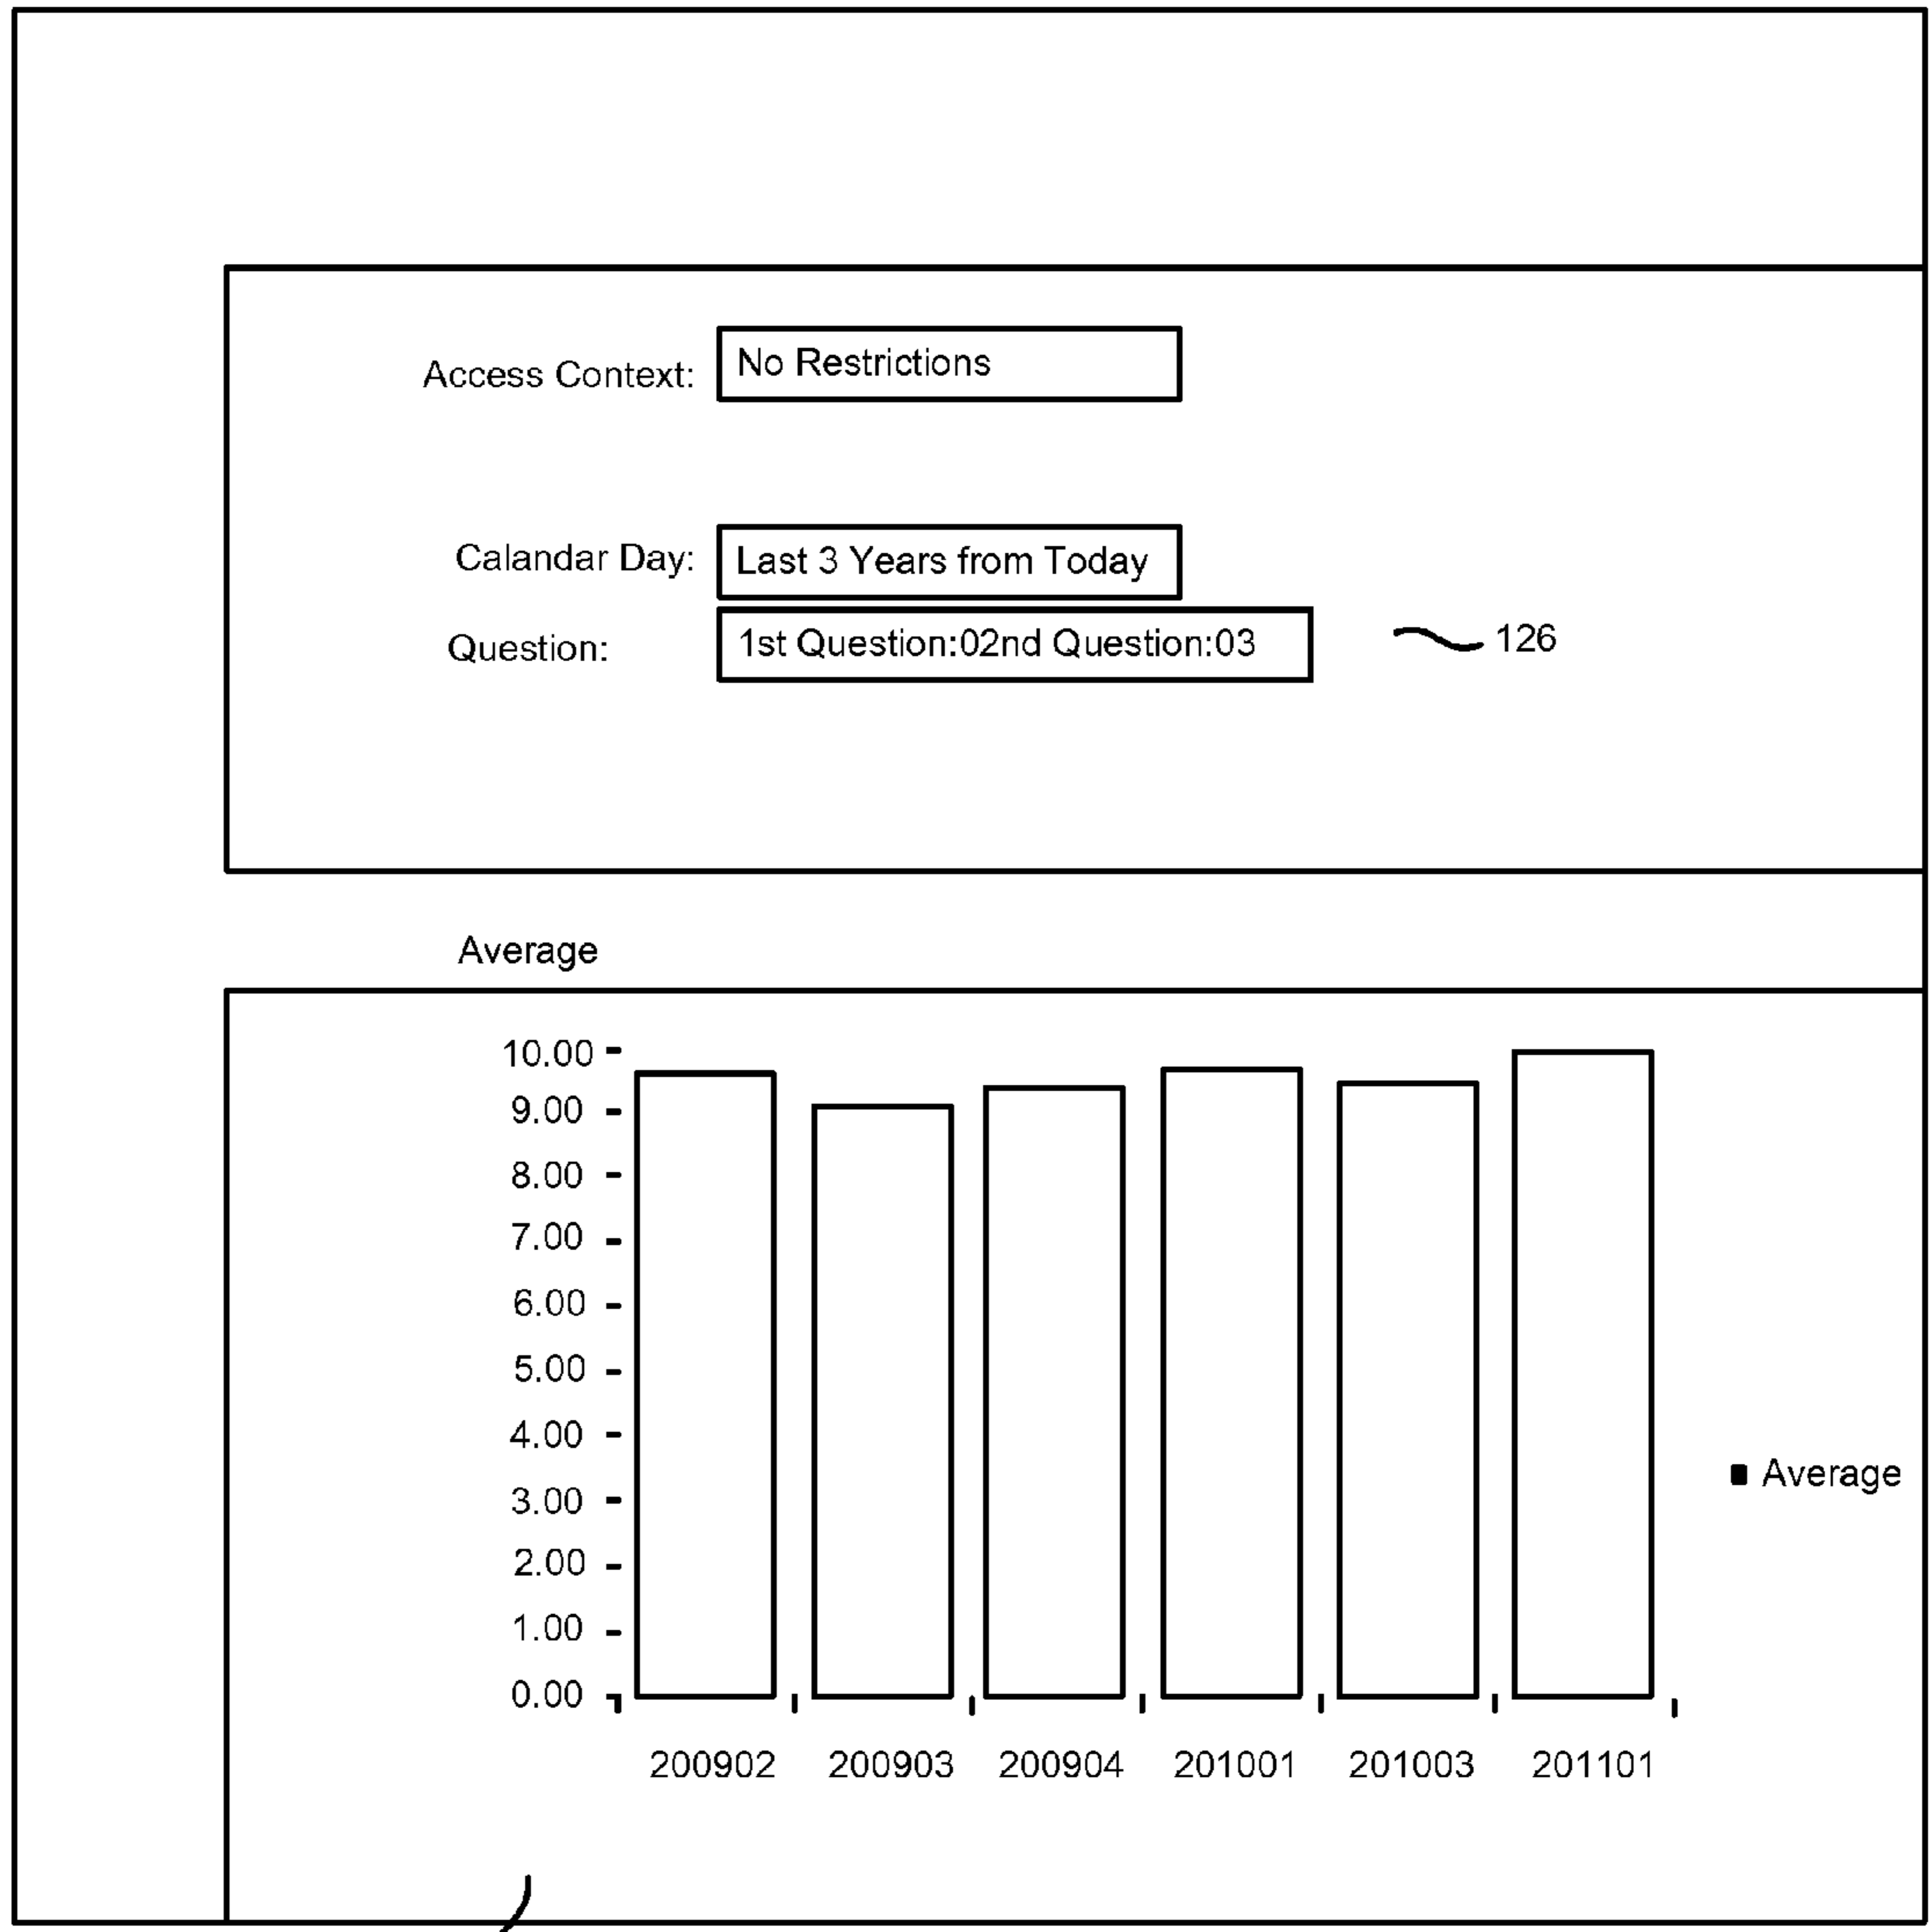 Access Context: No Restrictions
Calandar Day: Last 3 Years from Today
Question: 1st Question:02nd Question:03 126
Average
10.00
9.00
8.00
7.00
6.00
5.00
4.00
3.00
2.00
1.00
0.00
Average
200902 200903 200904 201001 201003 201101